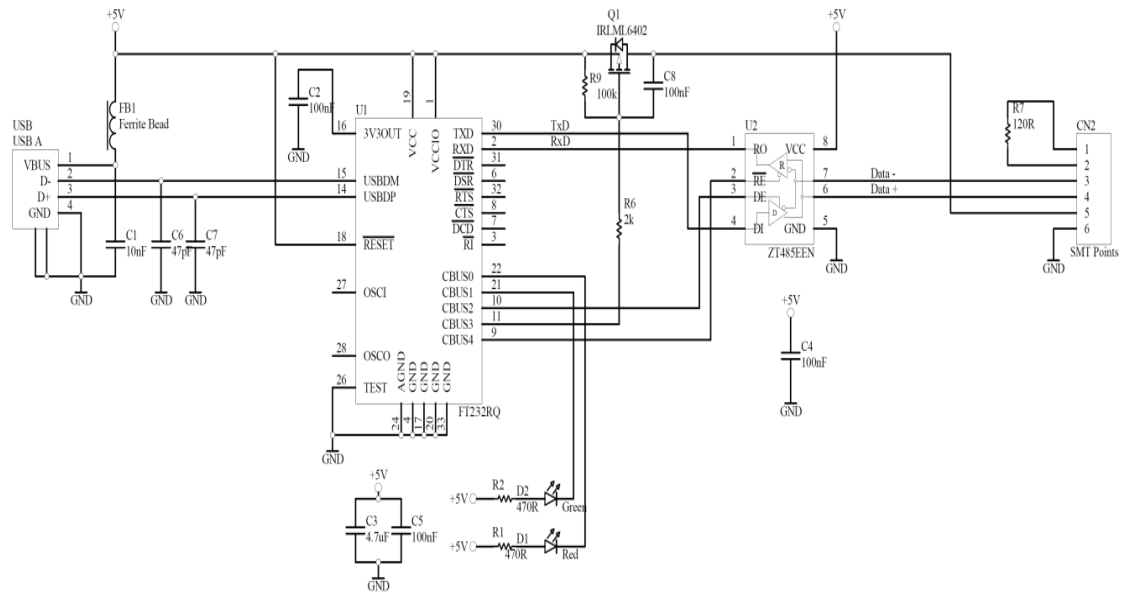 +5V
Q1
IRLML6402
+5V
R9
100k
C8
100nF
C2
100nF
GND
FB1
Ferrite Bead
USB
USB A
VBUS
D-
D+
GND
1
2
3
4
C1
10nF
C6
47pF
C7
47pF
GND
GND
GND
U1
19
1
16
15
14
18
27
28
26
3V3OUT
VCC
VCCIO
USBDM
USBDP
RESET
OSCI
OSCO
TEST
AGND
GND
GND
GND
GND
24
4
17
20
33
TXD
RXD
DTR
DSR
RTS
CTS
DCD
RI
CBUS0
CBUS1
CBUS2
CBUS3
CBUS4
30
2
31
6
32
8
7
3
22
21
10
11
9
FT232RQ
GND
TxD
RxD
R6
2k
U2
1
2
3
4
RO
RE
DE
DI
VCC
GND
R
D
8
7
6
5
ZT485EEN
Data -
Data +
GND
R7
120R
CN2
1
2
3
4
5
6
SMT Points
GND
+5V
C4
100nF
GND
+5V
C3
4.7uF
C5
100nF
GND
+5V
R2
470R
D2
Green
+5V
R1
470R
D1
Red